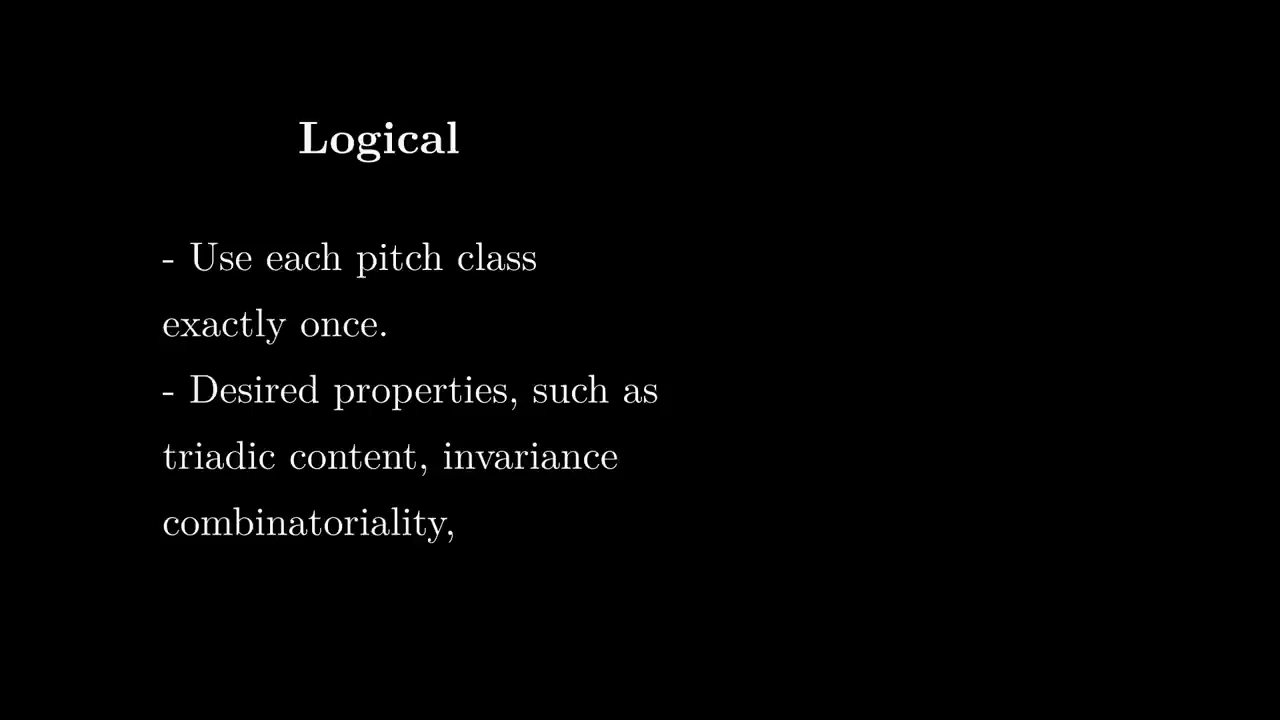 Logical
- Use each pitch class
exactly once.
- Desired properties, such as
triadic content, invariance
combinatoriality,